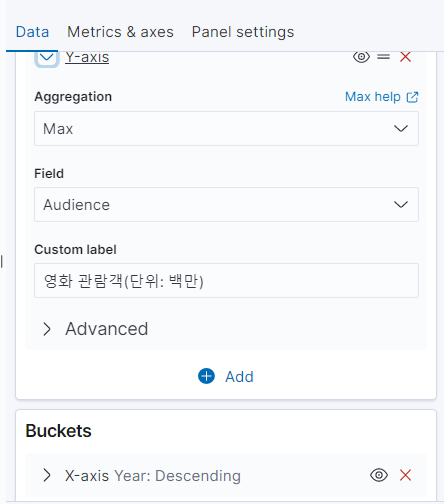 Data Metrics & axes Panel settings
Y-axis
Aggregation Max help
Max
Field
Audience
Custom label
영화 관람객(단위: 백만)
Advanced
Add
Buckets
X-axis Year: Descending